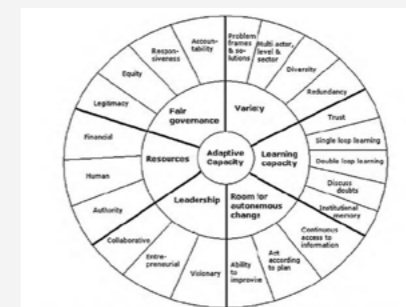 Adaptive
Capacity
Variety
Learning
capacity
Room for
autonomous
change
Leadership
Resources
Fair
governance
Problem
frames
& so-
lutions
Multi actor,
level &
sector
Diversity
Redundancy
Trust
Single loop learning
Double loop learning
Discuss
doubts
Institutional
memory
Continuous
access to
information
Act
according
to plan
Ability
to
improvise
Visionary
Entre-
preneurial
Collaborative
Authority
Human
Financial
Legitimacy
Equity
Respon-
siveness
Accoun-
tability